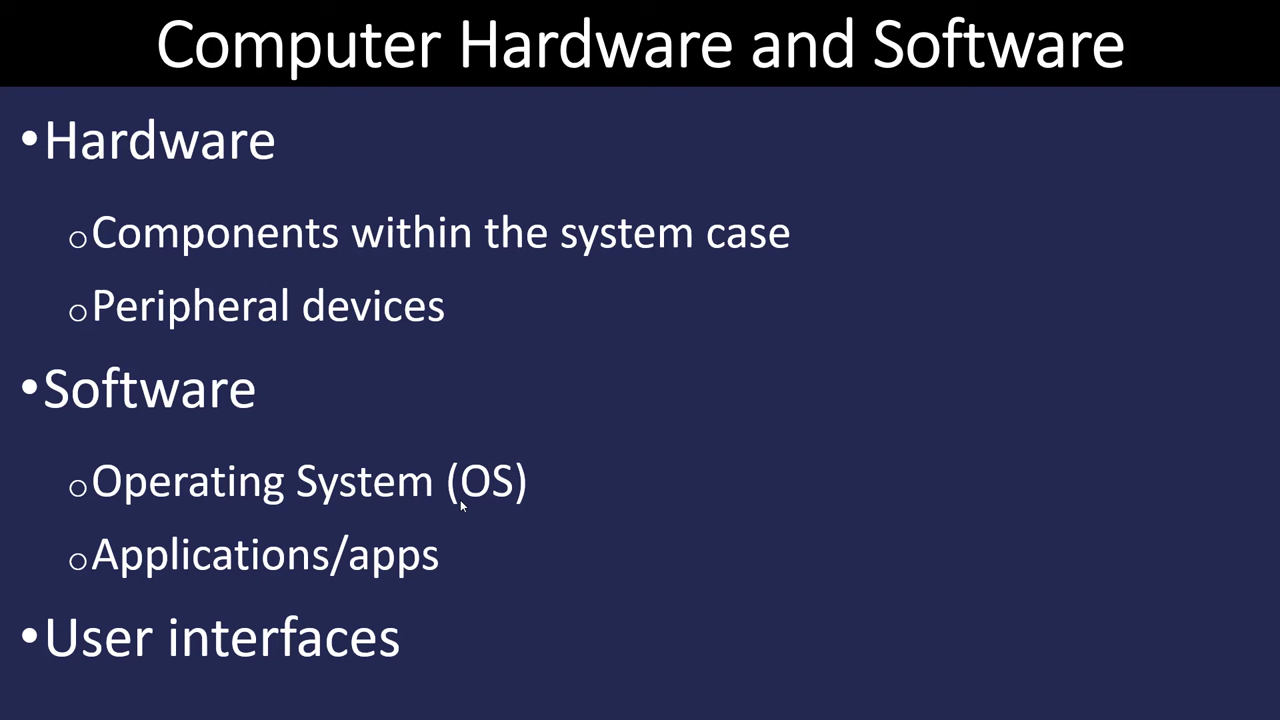 Computer Hardware and Software
•Hardware
oComponents within the system case
oPeripheral devices
•Software
oOperating System (OS)
oApplications/apps
•User interfaces